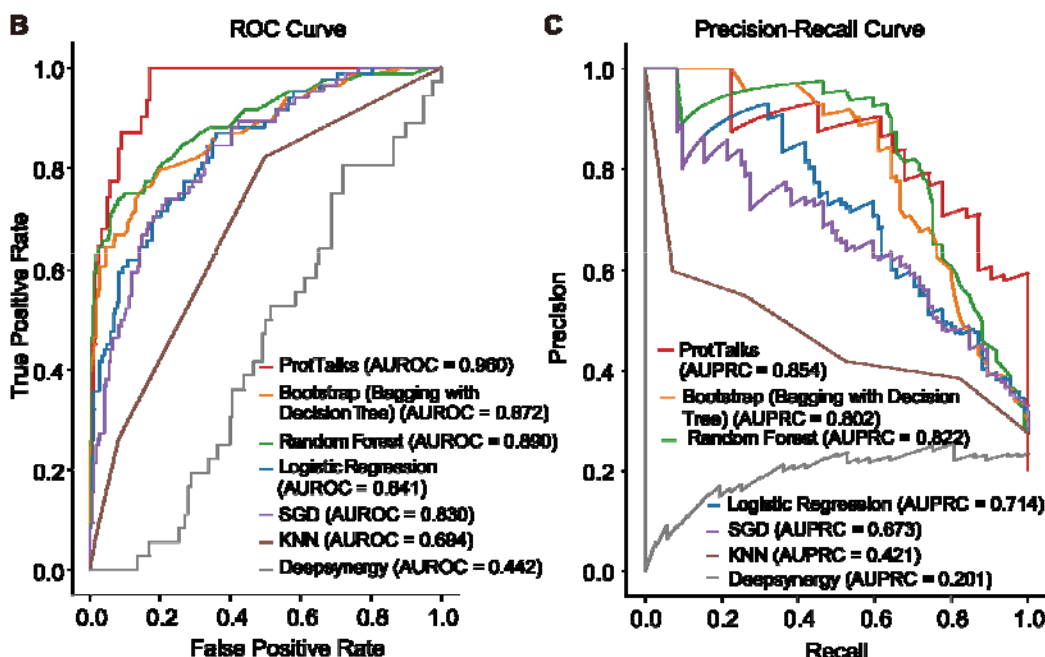 B
ROC Curve
1.0
0.8
0.6
0.4
0.2
0.0
True Positive Rate
ProtTalks (AUROC = 0.960)
Bootstrap (Bagging with
Decision Tree) (AUROC = 0.872)
Random Forest (AUROC = 0.890)
Logistic Regression
(AUROC = 0.841)
SGD (AUROC = 0.830)
KNN (AUROC = 0.694)
Deepsynergy (AUROC = 0.442)
0.0 0.2 0.4 0.6 0.8 1.0
False Positive Rate
C
Precision-Recall Curve
1.0
0.8
0.6
0.4
0.2
0.0
Precision
ProtTalks
(AUPRC = 0.854)
Bootstrap (Bagging with Decision
Tree) (AUPRC = 0.802)
Random Forest (AUPRC = 0.822)
Logistic Regression (AUPRC = 0.714)
SGD (AUPRC = 0.673)
KNN (AUPRC = 0.421)
Deepsynergy (AUPRC = 0.201)
0.0 0.2 0.4 0.6 0.8 1.0
Recall